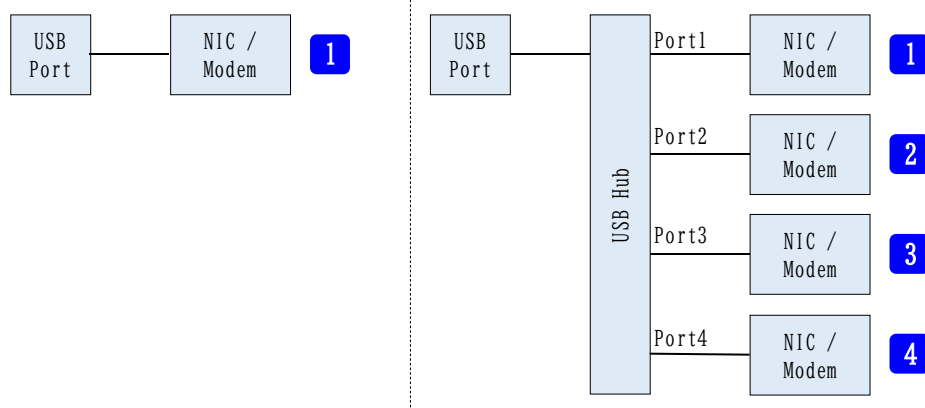 USB
Port
NIC /
Modem
1
USB
Port
USB Hub
Port1
NIC /
Modem
1
Port2
NIC /
Modem
2
Port3
NIC /
Modem
3
Port4
NIC /
Modem
4